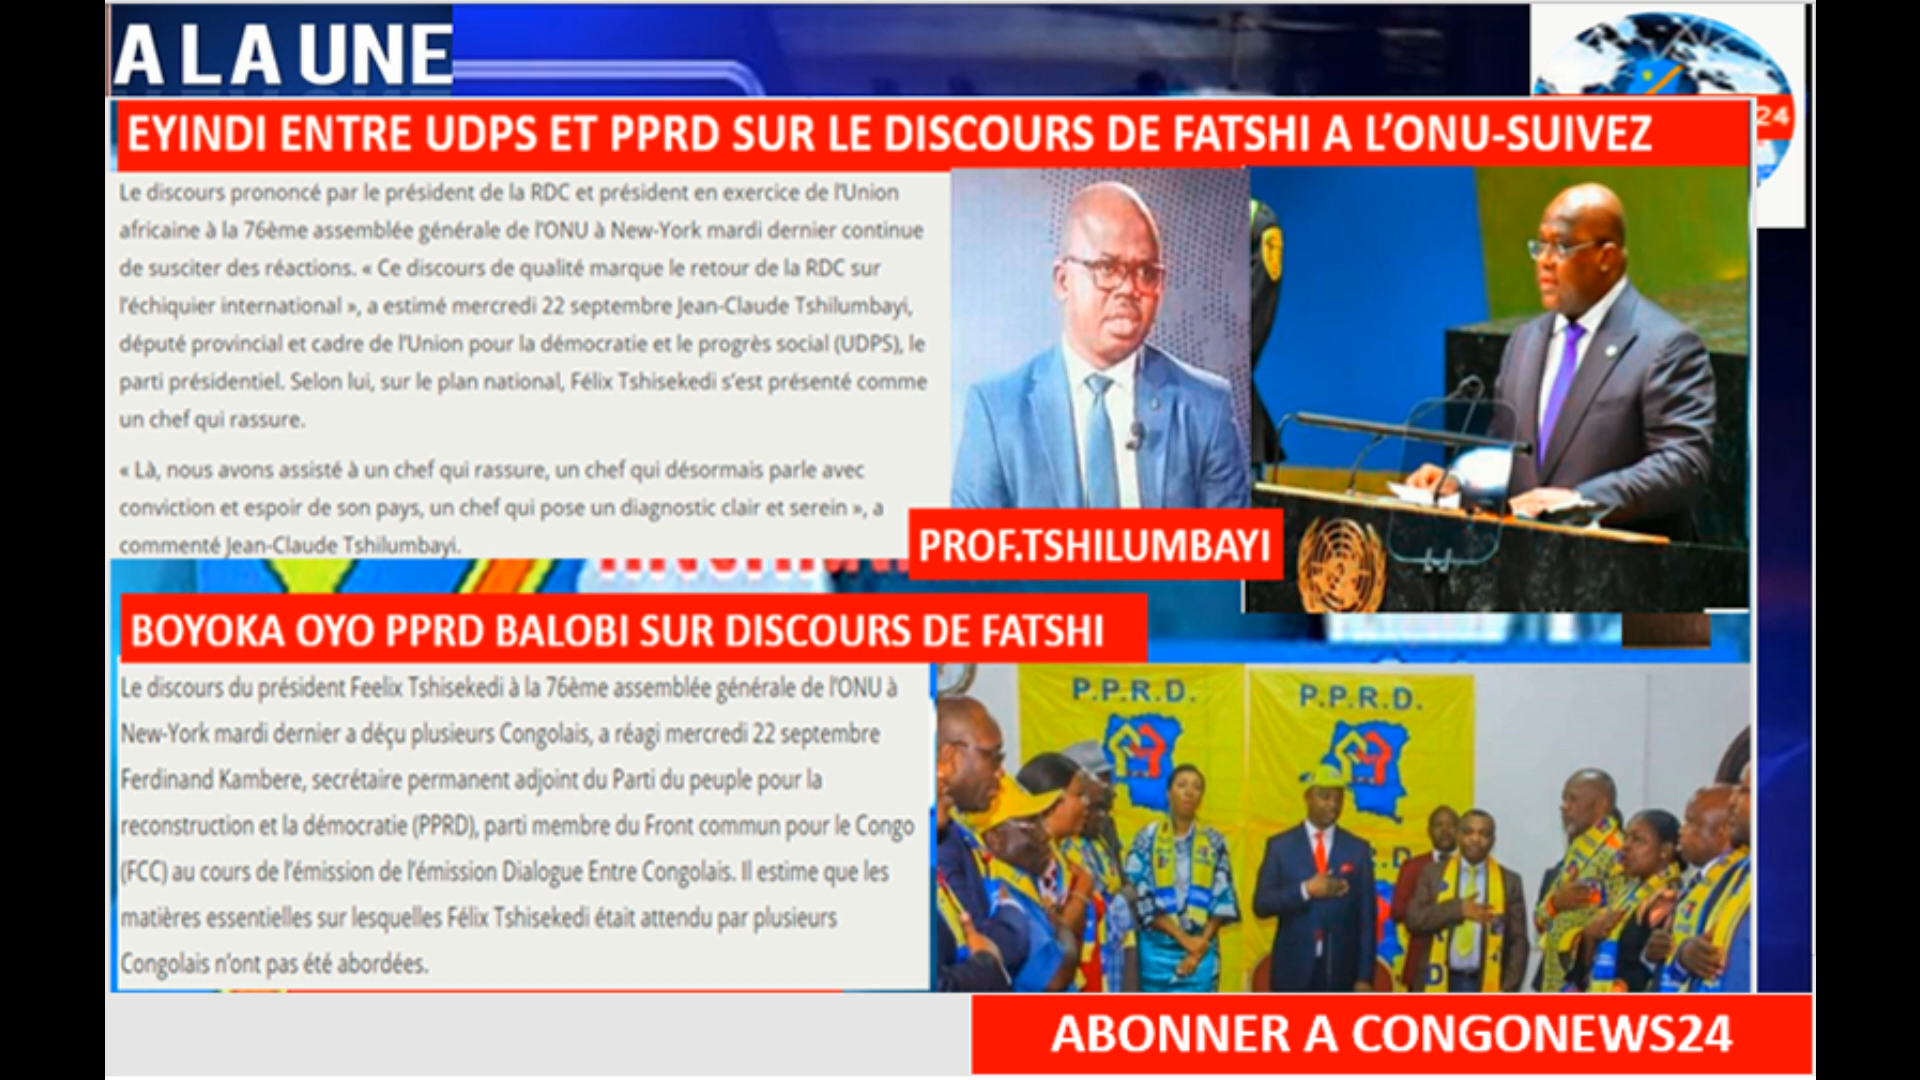 A LA UNE
24
EYINDI ENTRE UDPS ET PPRD SUR LE DISCOURS DE FATSHI A L'ONU-SUIVEZ
Le discours prononcé par le président de la RDC et président en exercice de l'Union
africaine à la 76ème assemblée générale de l'ONU à New-York mardi dernier continue
de susciter des réactions. « Ce discours de qualité marque le retour de la RDC sur
l'échiquier international », a estimé mercredi 22 septembre Jean-Claude Tshilumbayi,
député provincial et cadre de l'Union pour la démocratie et le progrès social (UDPS), le
parti présidentiel. Selon lui, sur le plan national, Félix Tshisekedi s'est présenté comme
un chef qui rassure.
« Là, nous avons assisté à un chef qui rassure, un chef qui désormais parle avec
conviction et espoir de son pays, un chef qui pose un diagnostic clair et serein », a
commenté Jean-Claude Tshilumbayi.
PROF.TSHILUMBAYI
BOYOKA OYO PPRD BALOBI SUR DISCOURS DE FATSHI
Le discours du président Feelix Tshisekedi à la 76ème assemblée générale de l'ONU à
New-York mardi dernier a déçu plusieurs Congolais, a réagi mercredi 22 septembre
Ferdinand Kambere, secrétaire permanent adjoint du Parti du peuple pour la
reconstruction et la démocratie (PPRD), parti membre du Front commun pour le Congo
(FCC) au cours de l'émission de l'émission Dialogue Entre Congolais. Il estime que les
matières essentielles sur lesquelles Félix Tshisekedi était attendu par plusieurs
Congolais n'ont pas été abordées.
P.P.R.D.
P.P.R.D.
ABONNER A CONGONEWS24